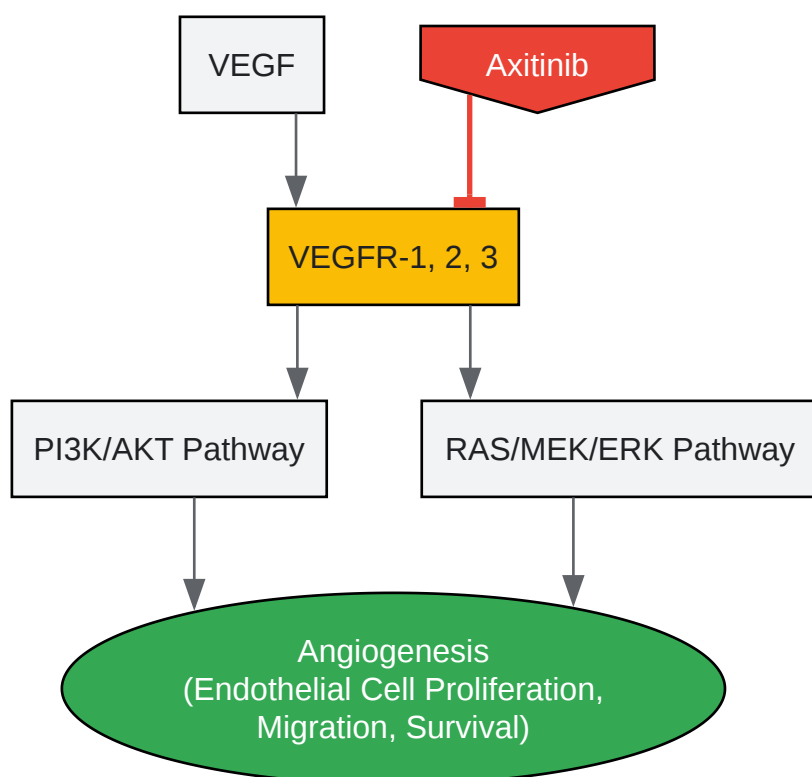 VEGF
Axitinib
VEGFR-1, 2, 3
PI3K/AKT Pathway
RAS/MEK/ERK Pathway
Angiogenesis
(Endothelial Cell Proliferation,
Migration, Survival)